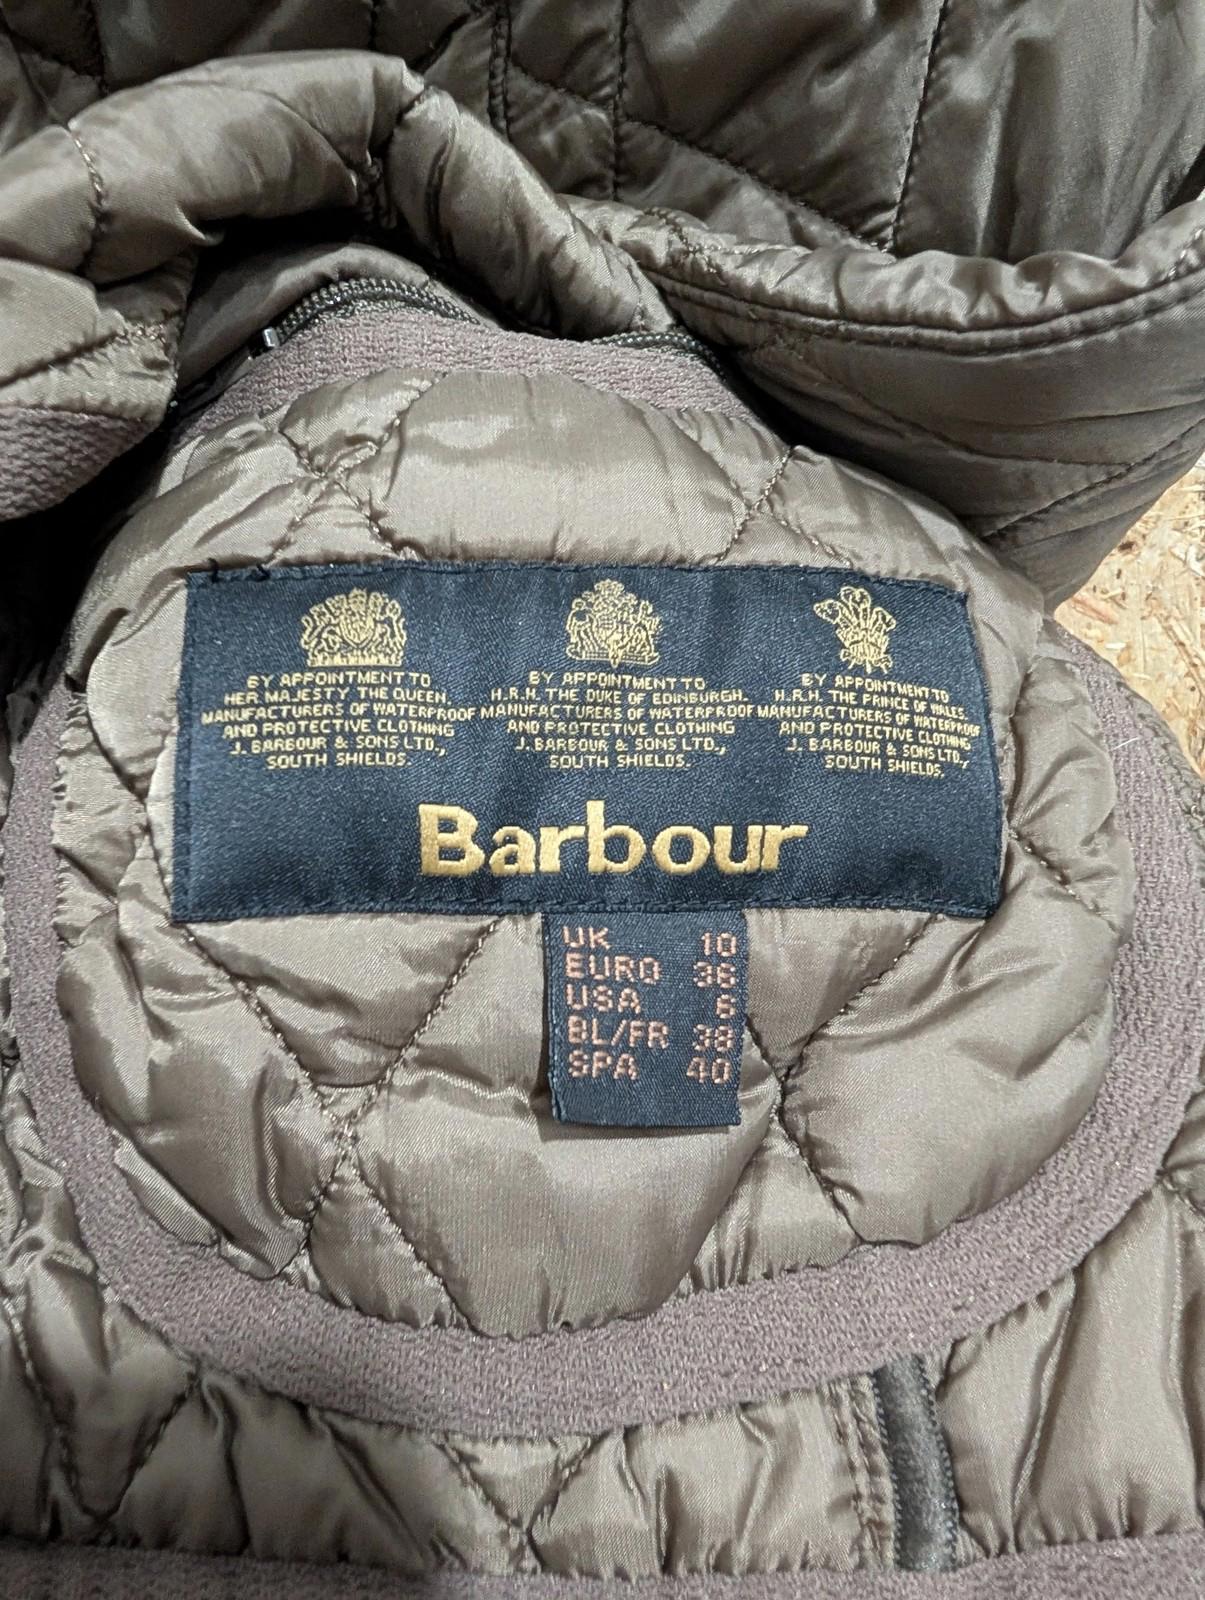 BY APPOINTMENT TO
HER MAJESTY THE QUEEN.
MANUFACTURERS OF WATERPROOF
AND PROTECTIVE CLOTHING
J. BARBOUR & SONS LTD.,
SOUTH SHIELDS.
BY APPOINTMENT TO
H.R.H. THE DUKE OF EDINBURGH.
MANUFACTURERS OF WATERPROOF
AND PROTECTIVE CLOTHING
J. BARBOUR & SONS LTD.,
SOUTH SHIELDS.
BY APPOINTMENT TO
H.R.H. THE PRINCE OF WALES.
MANUFACTURERS OF WATERPROOF
AND PROTECTIVE CLOTHING
J. BARBOUR & SONS LTD.,
SOUTH SHIELDS.
Barbour
UK 10
EURO 36
USA 6
BL/FR 38
SPA 40